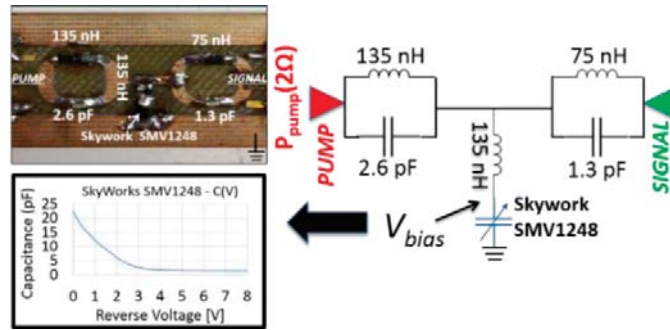 135 nH
75 nH
PUMP
135 nH
SIGNAL
2.6 pF
1.3 pF
Skywork SMV1248
P_pump(2Ω)
PUMP
135 nH
2.6 pF
135 nH
75 nH
1.3 pF
SIGNAL
V_bias
Skywork
SMV1248
SkyWorks SMV1248 - C(V)
Capacitance (pF)
25
20
15
10
5
0
0 1 2 3 4 5 6 7 8
Reverse Voltage [V]